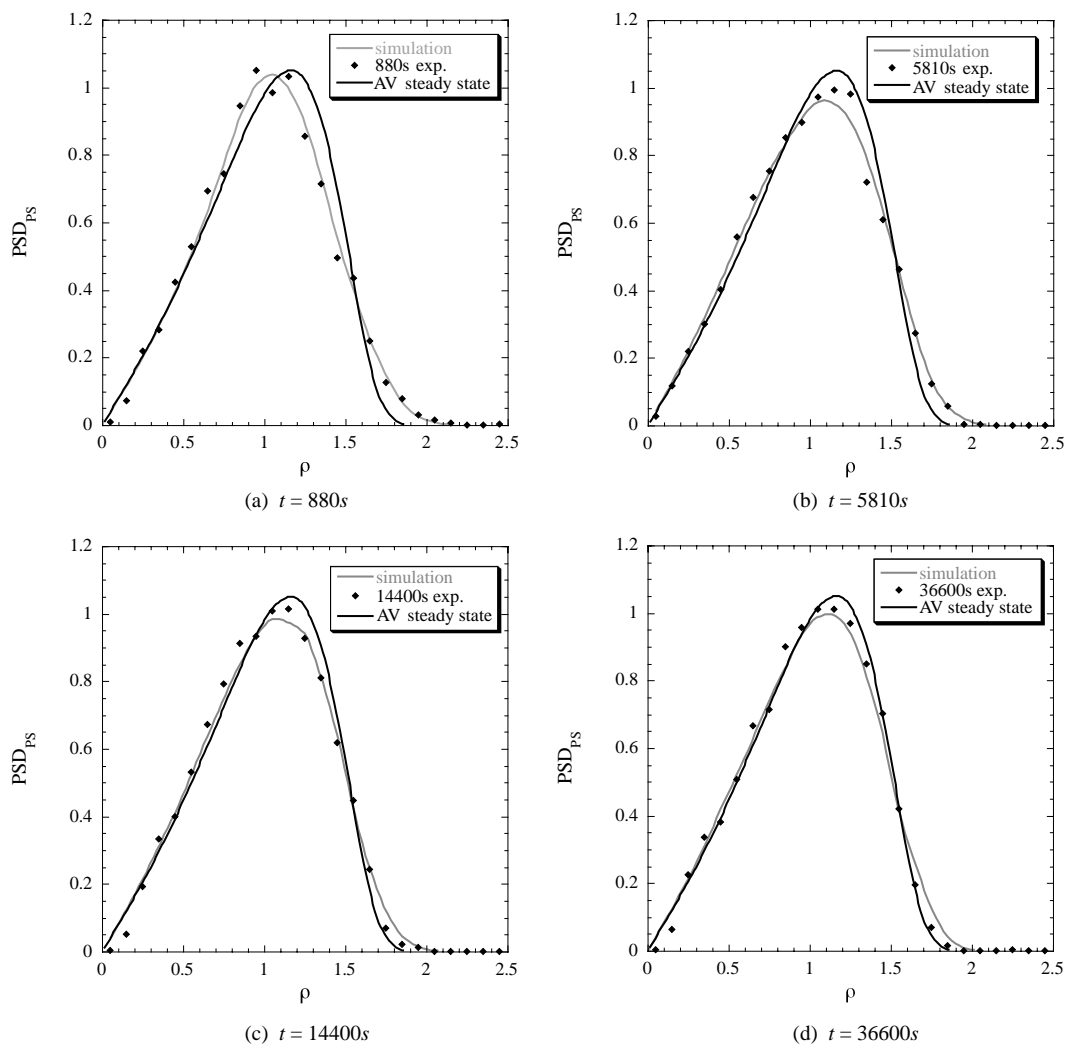 1.2
1
0.8
0.6
0.4
0.2
0
PSD_PS
simulation
880s exp.
AV steady state
0 0.5 1 1.5 2 2.5
ρ
(a) t = 880s
1.2
1
0.8
0.6
0.4
0.2
0
PSD_PS
simulation
5810s exp.
AV steady state
0 0.5 1 1.5 2 2.5
ρ
(b) t = 5810s
1.2
1
0.8
0.6
0.4
0.2
0
PSD_PS
simulation
14400s exp.
AV steady state
0 0.5 1 1.5 2 2.5
ρ
(c) t = 14400s
1.2
1
0.8
0.6
0.4
0.2
0
PSD_PS
simulation
36600s exp.
AV steady state
0 0.5 1 1.5 2 2.5
ρ
(d) t = 36600s